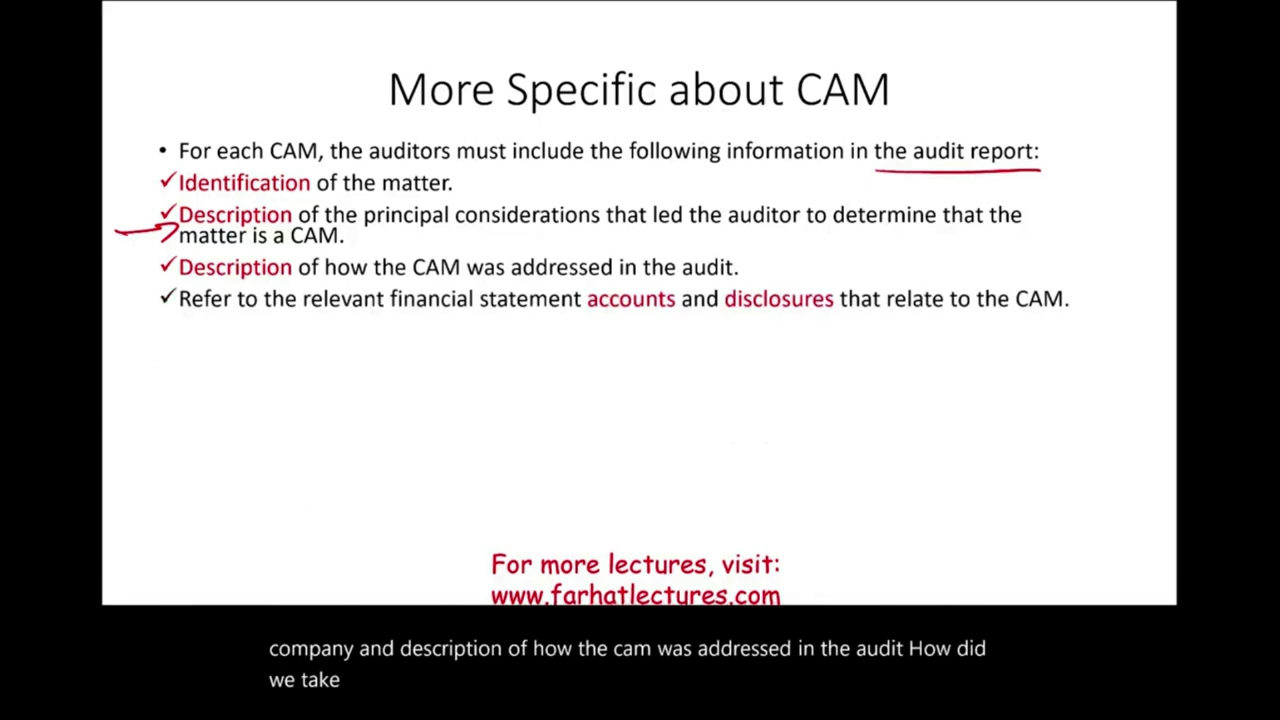 More Specific about CAM
• For each CAM, the auditors must include the following information in the audit report:
✓Identification of the matter.
✓Description of the principal considerations that led the auditor to determine that the
matter is a CAM.
✓Description of how the CAM was addressed in the audit.
✓Refer to the relevant financial statement accounts and disclosures that relate to the CAM.
For more lectures, visit:
www.farhatlectures.com
company and description of how the cam was addressed in the audit How did
we take